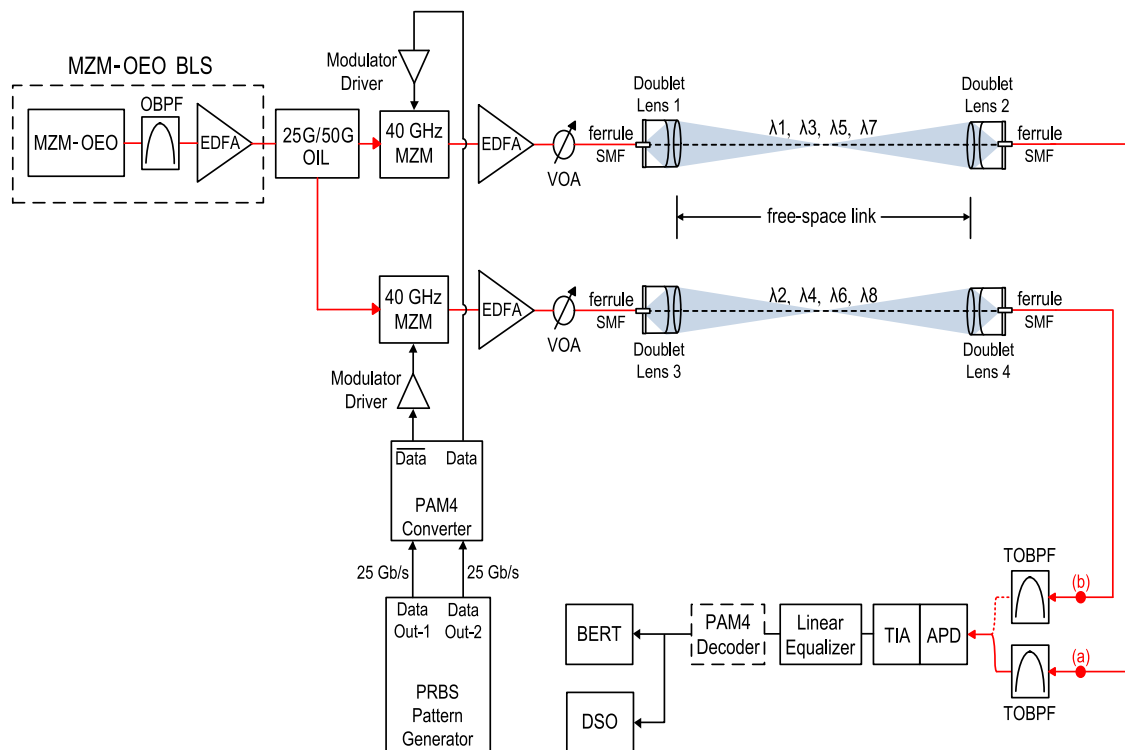 MZM-OEO BLS
MZM-OEO
OBPF
EDFA
25G/50G
OIL
Modulator
Driver
40 GHz
MZM
EDFA
VOA
ferrule
SMF
Doublet
Lens 1
λ1, λ3, λ5, λ7
free-space link
Doublet
Lens 2
ferrule
SMF
40 GHz
MZM
EDFA
VOA
ferrule
SMF
Doublet
Lens 3
λ2, λ4, λ6, λ8
ferrule
SMF
Doublet
Lens 4
Modulator
Driver
Data Data
PAM4
Converter
25 Gb/s 25 Gb/s
Data Data
Out-1 Out-2
PRBS
Pattern
Generator
BERT
DSO
PAM4
Decoder
Linear
Equalizer
TIA APD
TOBPF
(b)
(a)
TOBPF